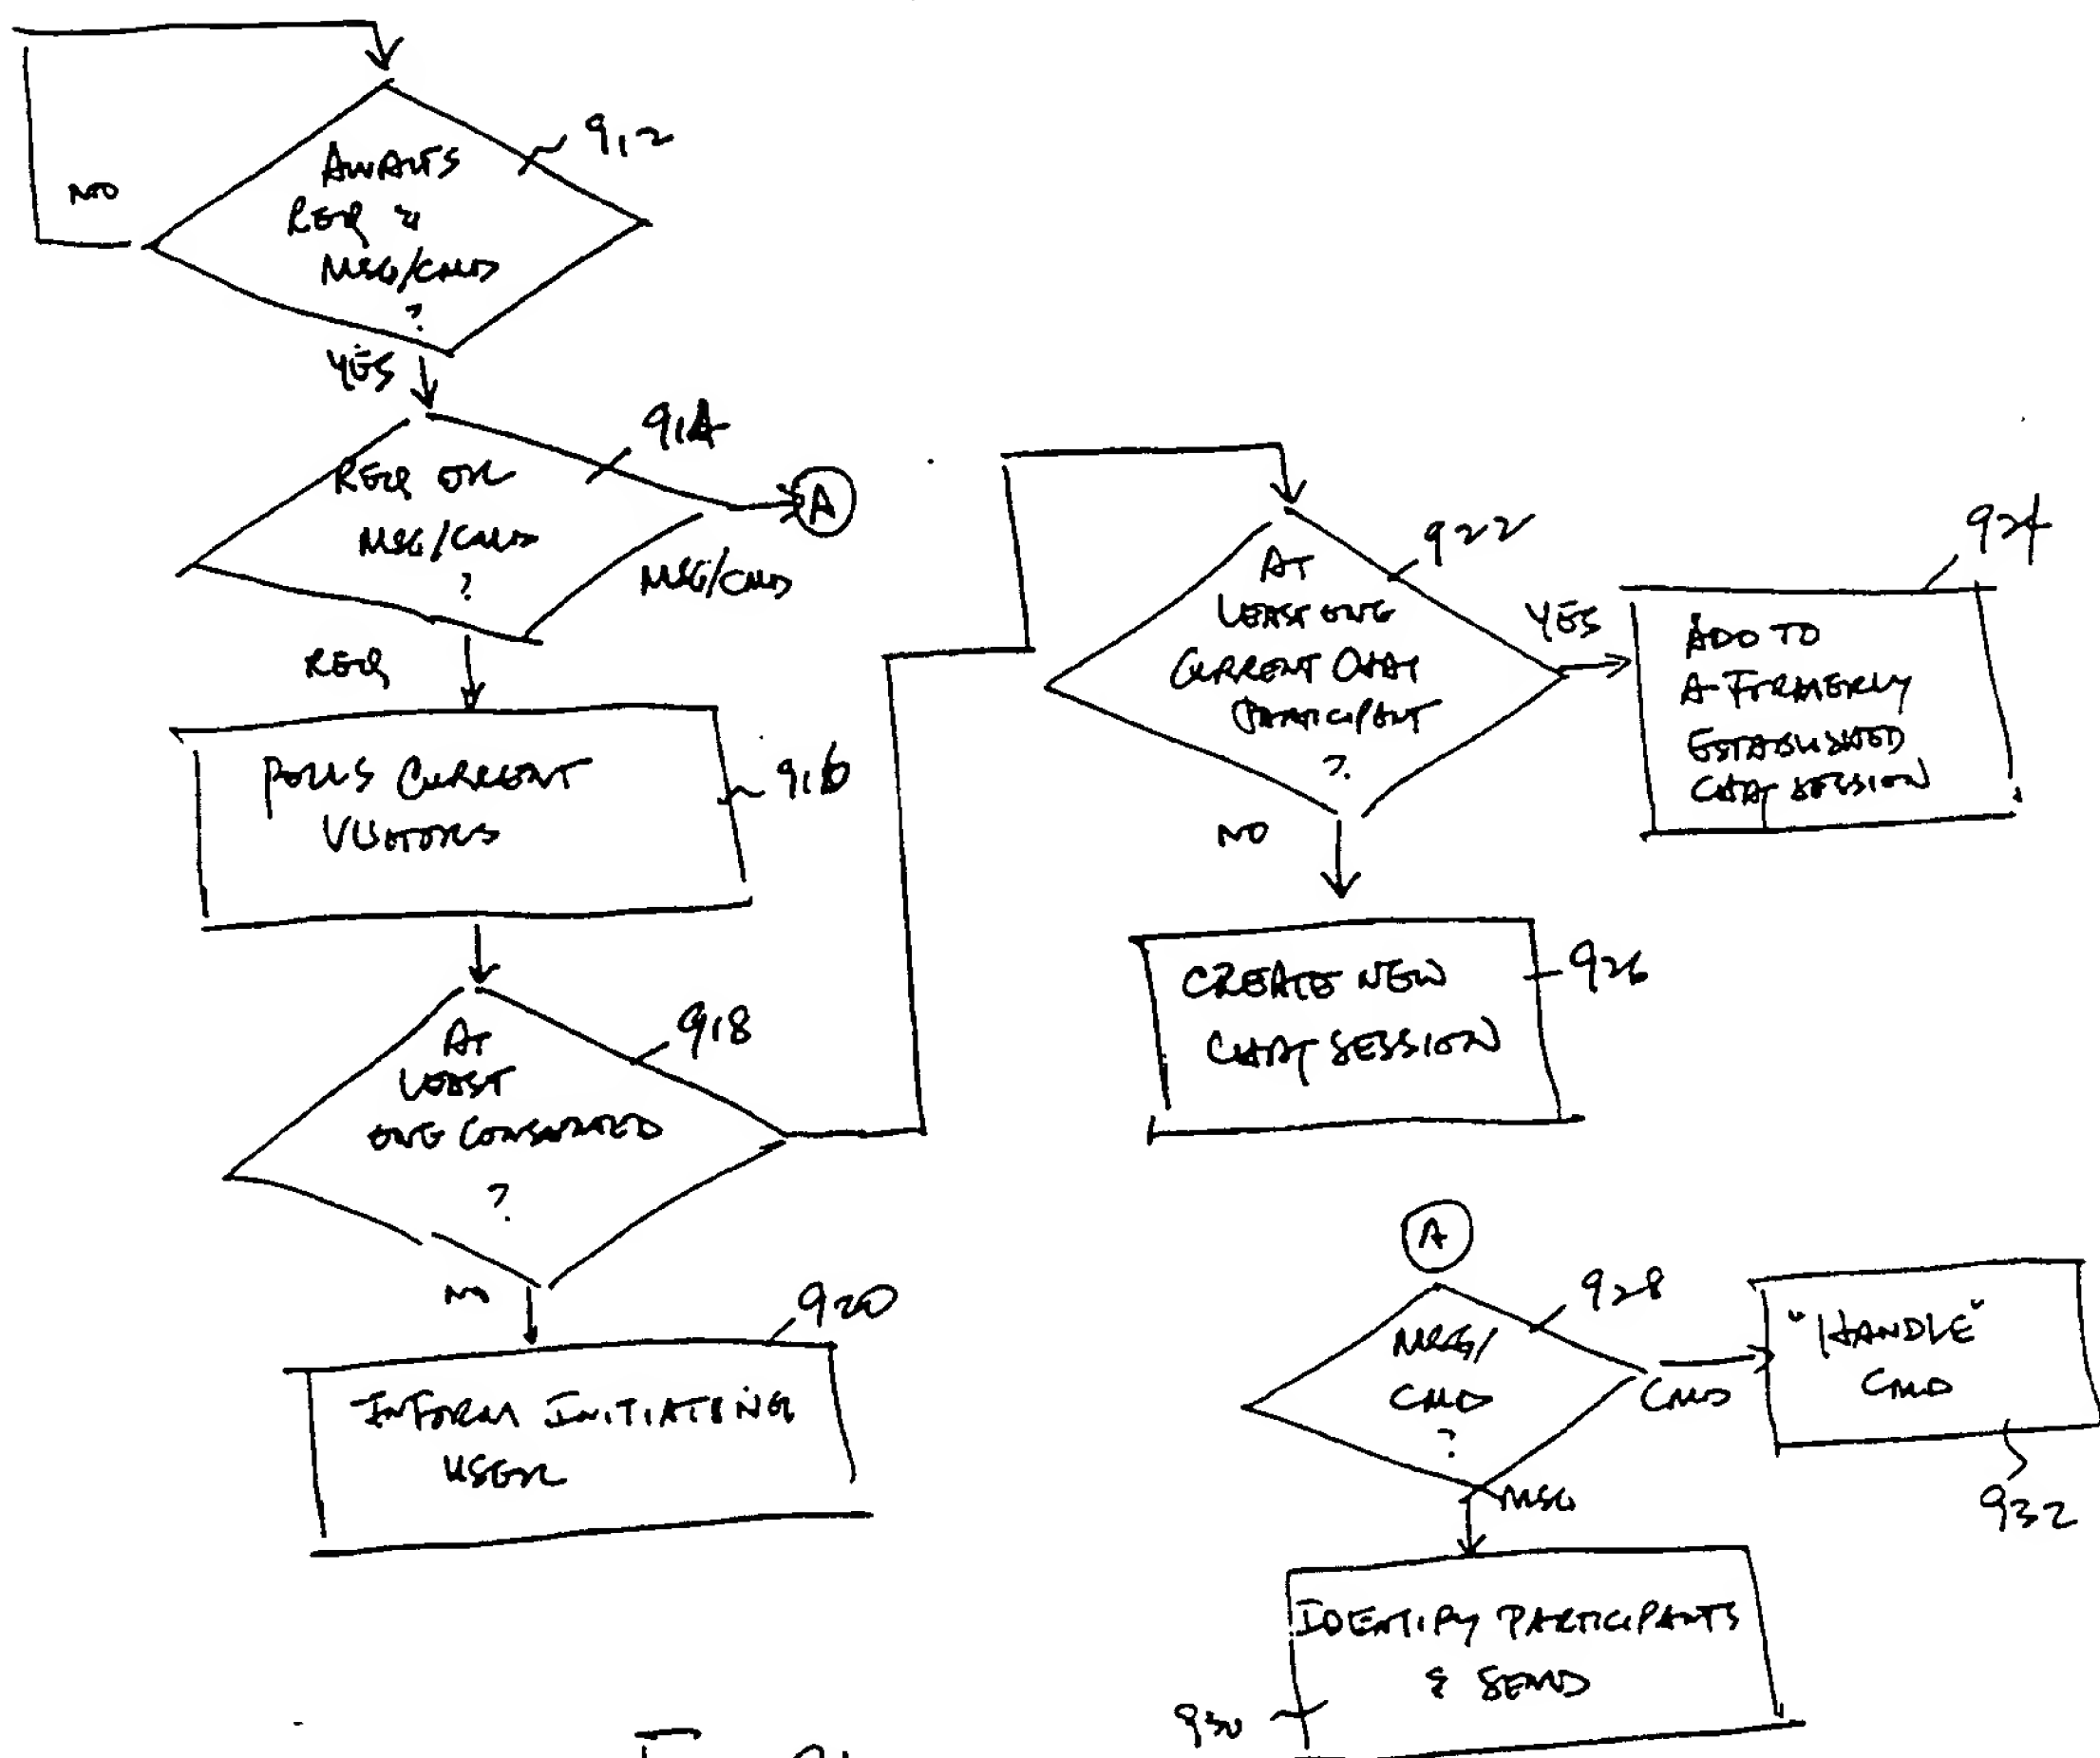 912
AWAITS
REQ &
MSG/CMD
?
NO
YES
914
REQ OR
MSG/CMD
?
A
MSG/CMD
REQ
POLLS CURRENT
VISITORS
916
918
AT
LEAST
ONE CONSENTED
?
NO
920
INFORM INITIATING
USER
922
AT
LEAST ONE
CURRENT CHAT
PARTICIPANT
?
YES
924
ADD TO
A FORMERLY
ESTABLISHED
CHAT SESSION
NO
CREATE NEW
CHAT SESSION
926
A
928
MSG/
CMD
?
CMD
"HANDLE"
CMD
932
MSG
IDENTIFY PARTICIPANTS
& SEND
930